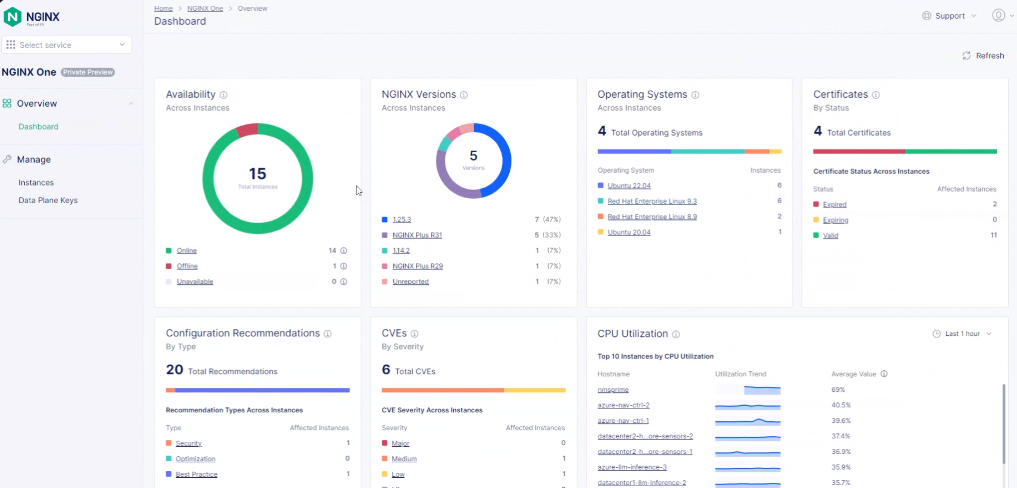 NGINX
Part of F5
Select service
NGINX One Private Preview
Overview
Dashboard
Manage
Instances
Data Plane Keys
Home > NGINX One > Overview
Dashboard
Support
Refresh
Availability
Across Instances
15
Total Instances
Online 14
Offline 1
Unavailable 0
NGINX Versions
Across Instances
5
Versions
1.25.3 7 (47%)
NGINX Plus R31 5 (33%)
1.14.2 1 (7%)
NGINX Plus R29 1 (7%)
Unreported 1 (7%)
Operating Systems
Across Instances
4 Total Operating Systems
Operating System Instances
Ubuntu 22.04 6
Red Hat Enterprise Linux 9.3 6
Red Hat Enterprise Linux 8.9 2
Ubuntu 20.04 1
Certificates
By Status
4 Total Certificates
Certificate Status Across Instances
Status Affected Instances
Expired 2
Expiring 0
Valid 11
Configuration Recommendations
By Type
20 Total Recommendations
Recommendation Types Across Instances
Type Affected Instances
Security 1
Optimization 0
Best Practice 1
CVEs
By Severity
6 Total CVEs
CVE Severity Across Instances
Severity Affected Instances
Major 0
Medium 1
Low 1
CPU Utilization
Last 1 hour
Top 10 Instances by CPU Utilization
Hostname Utilization Trend Average Value
nmsprime 69%
azure-nav-ctrl-2 40.5%
azure-nav-ctrl-1 39.6%
datacenter2-h...ore-sensors-2 37.4%
datacenter2-h...ore-sensors-1 36.9%
azure-llm-inference-3 35.9%
datacenter1-llm-inference-2 35.7%